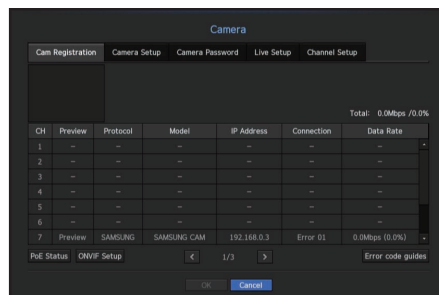 Camera
Cam Registration Camera Setup Camera Password Live Setup Channel Setup
Total: 0.0Mbps /0.0%
CH Preview Protocol Model IP Address Connection Data Rate
1 – – – – – –
2 – – – – – –
3 – – – – – –
4 – – – – – –
5 – – – – – –
6 – – – – – –
7 Preview SAMSUNG SAMSUNG CAM 192.168.0.3 Error 01 0.0Mbps (0.0%)
PoE Status ONVIF Setup < 1/3 > Error code guides
OK Cancel